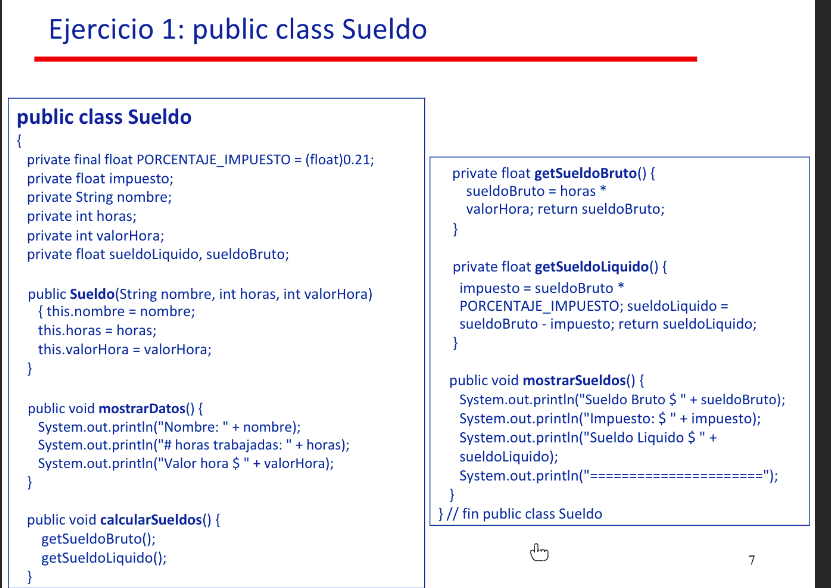 Ejercicio 1: public class Sueldo
public class Sueldo
{
private final float PORCENTAJE_IMPUESTO = (float)0.21;
private float impuesto;
private String nombre;
private int horas;
private int valorHora;
private float sueldoLiquido, sueldoBruto;
public Sueldo(String nombre, int horas, int valorHora)
{ this.nombre = nombre;
this.horas = horas;
this.valorHora = valorHora;
}
public void mostrarDatos() {
System.out.println("Nombre: " + nombre);
System.out.println("# horas trabajadas: " + horas);
System.out.println("Valor hora $ " + valorHora);
}
public void calcularSueldos() {
getSueldoBruto();
getSueldoLiquido();
}
private float getSueldoBruto() {
sueldoBruto = horas *
valorHora; return sueldoBruto;
}
private float getSueldoLiquido() {
impuesto = sueldoBruto *
PORCENTAJE_IMPUESTO; sueldoLiquido =
sueldoBruto - impuesto; return sueldoLiquido;
}
public void mostrarSueldos() {
System.out.println("Sueldo Bruto $ " + sueldoBruto);
System.out.println("Impuesto: $ " + impuesto);
System.out.println("Sueldo Liquido $ " +
sueldoLiquido);
System.out.println("======================");
}
} // fin public class Sueldo
7